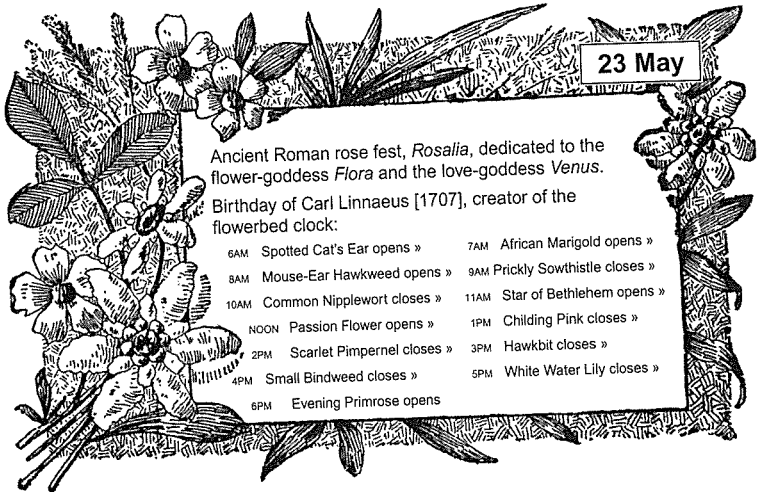 23 May
Ancient Roman rose fest, Rosalia, dedicated to the
flower-goddess Flora and the love-goddess Venus.
Birthday of Carl Linnaeus [1707], creator of the
flowerbed clock:
6AM Spotted Cat's Ear opens » 7AM African Marigold opens »
8AM Mouse-Ear Hawkweed opens » 9AM Prickly Sowthistle closes »
10AM Common Nipplewort closes » 11AM Star of Bethlehem opens »
NOON Passion Flower opens » 1PM Childing Pink closes »
2PM Scarlet Pimpernel closes » 3PM Hawkbit closes »
4PM Small Bindweed closes » 5PM White Water Lily closes »
6PM Evening Primrose opens